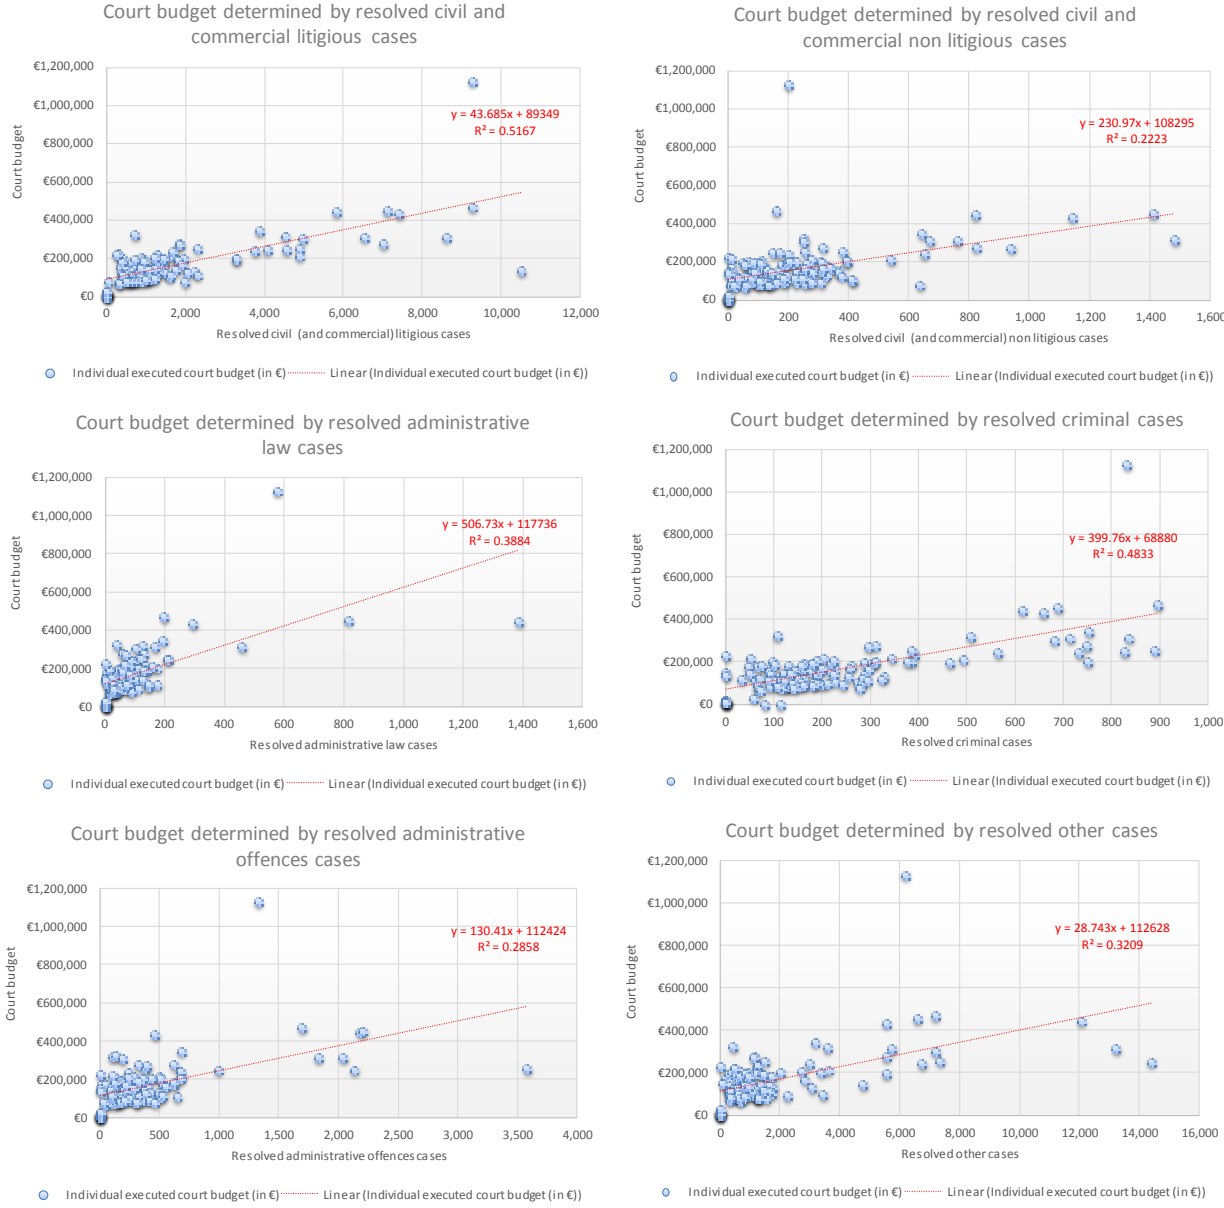 Court budget determined by resolved civil and
commercial litigious cases
€1,200,000
€1,000,000
€800,000
€600,000
€400,000
€200,000
€0
Court budget
y = 43.685x + 89349
R² = 0.5167
0 2,000 4,000 6,000 8,000 10,000 12,000
Resolved civil (and commercial) litigious cases
Individual executed court budget (in €) Linear (Individual executed court budget (in €))
Court budget determined by resolved civil and
commercial non litigious cases
€1,200,000
€1,000,000
€800,000
€600,000
€400,000
€200,000
€0
Court budget
y = 230.97x + 108295
R² = 0.2223
0 200 400 600 800 1,000 1,200 1,400 1,600
Resolved civil (and commercial) non litigious cases
Individual executed court budget (in €) Linear (Individual executed court budget (in €))
Court budget determined by resolved administrative
law cases
€1,200,000
€1,000,000
€800,000
€600,000
€400,000
€200,000
€0
Court budget
y = 506.73x + 117736
R² = 0.3884
0 200 400 600 800 1,000 1,200 1,400 1,600
Resolved administrative law cases
Individual executed court budget (in €) Linear (Individual executed court budget (in €))
Court budget determined by resolved criminal cases
€1,200,000
€1,000,000
€800,000
€600,000
€400,000
€200,000
€0
Court budget
y = 399.76x + 68880
R² = 0.4833
0 100 200 300 400 500 600 700 800 900 1,000
Resolved criminal cases
Individual executed court budget (in €) Linear (Individual executed court budget (in €))
Court budget determined by resolved administrative
offences cases
€1,200,000
€1,000,000
€800,000
€600,000
€400,000
€200,000
€0
Court budget
y = 130.41x + 112424
R² = 0.2858
0 500 1,000 1,500 2,000 2,500 3,000 3,500 4,000
Resolved administrative offences cases
Individual executed court budget (in €) Linear (Individual executed court budget (in €))
Court budget determined by resolved other cases
€1,200,000
€1,000,000
€800,000
€600,000
€400,000
€200,000
€0
Court budget
y = 28.743x + 112628
R² = 0.3209
0 2,000 4,000 6,000 8,000 10,000 12,000 14,000 16,000
Resolved other cases
Individual executed court budget (in €) Linear (Individual executed court budget (in €))